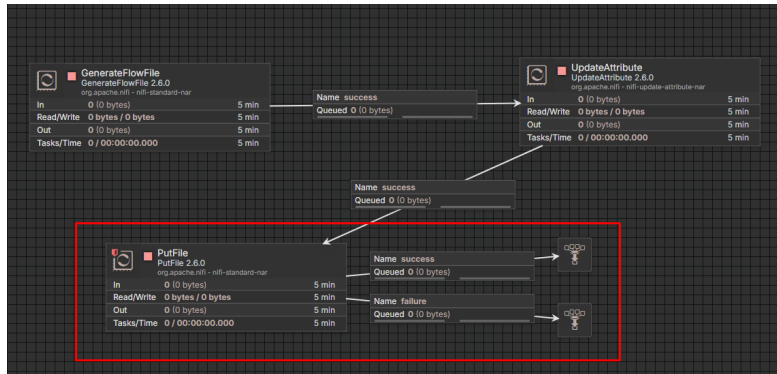 GenerateFlowFile
GenerateFlowFile 2.6.0
org.apache.nifi - nifi-standard-nar
In 0 (0 bytes) 5 min
Read/Write 0 bytes / 0 bytes 5 min
Out 0 (0 bytes) 5 min
Tasks/Time 0 / 00:00:00.000 5 min
Name success
Queued 0 (0 bytes)
UpdateAttribute
UpdateAttribute 2.6.0
org.apache.nifi - nifi-update-attribute-nar
In 0 (0 bytes) 5 min
Read/Write 0 bytes / 0 bytes 5 min
Out 0 (0 bytes) 5 min
Tasks/Time 0 / 00:00:00.000 5 min
Name success
Queued 0 (0 bytes)
PutFile
PutFile 2.6.0
org.apache.nifi - nifi-standard-nar
In 0 (0 bytes) 5 min
Read/Write 0 bytes / 0 bytes 5 min
Out 0 (0 bytes) 5 min
Tasks/Time 0 / 00:00:00.000 5 min
Name success
Queued 0 (0 bytes)
Name failure
Queued 0 (0 bytes)